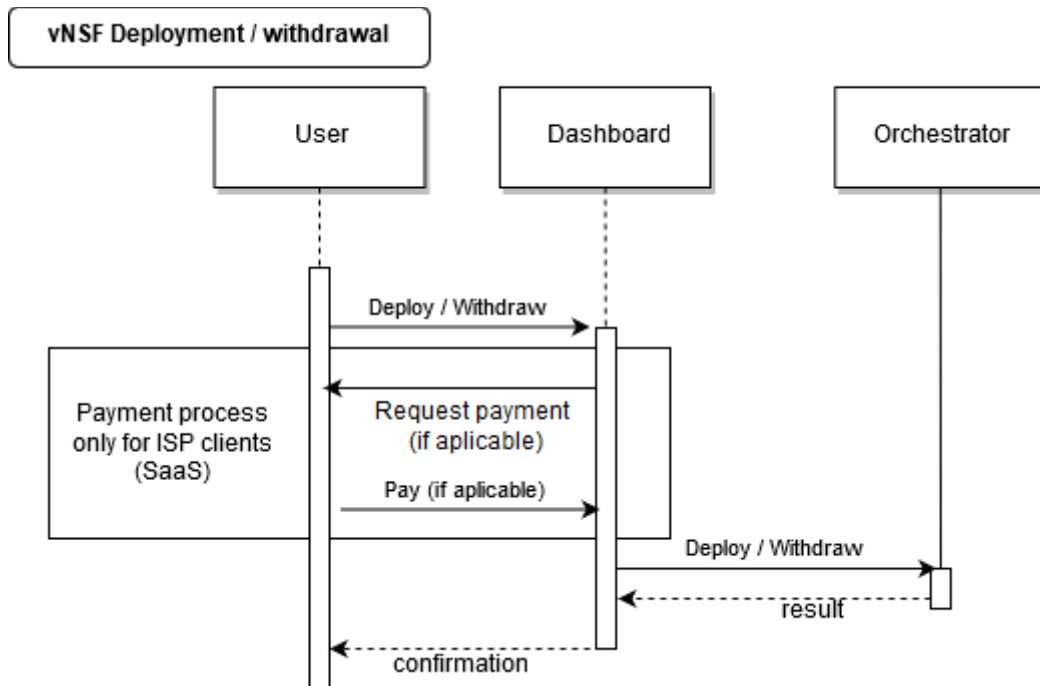 vNSF Deployment / withdrawal
User
Dashboard
Orchestrator
Deploy / Withdraw
Payment process
only for ISP clients
(SaaS)
Request payment
(if aplicable)
Pay (if aplicable)
Deploy / Withdraw
result
confirmation